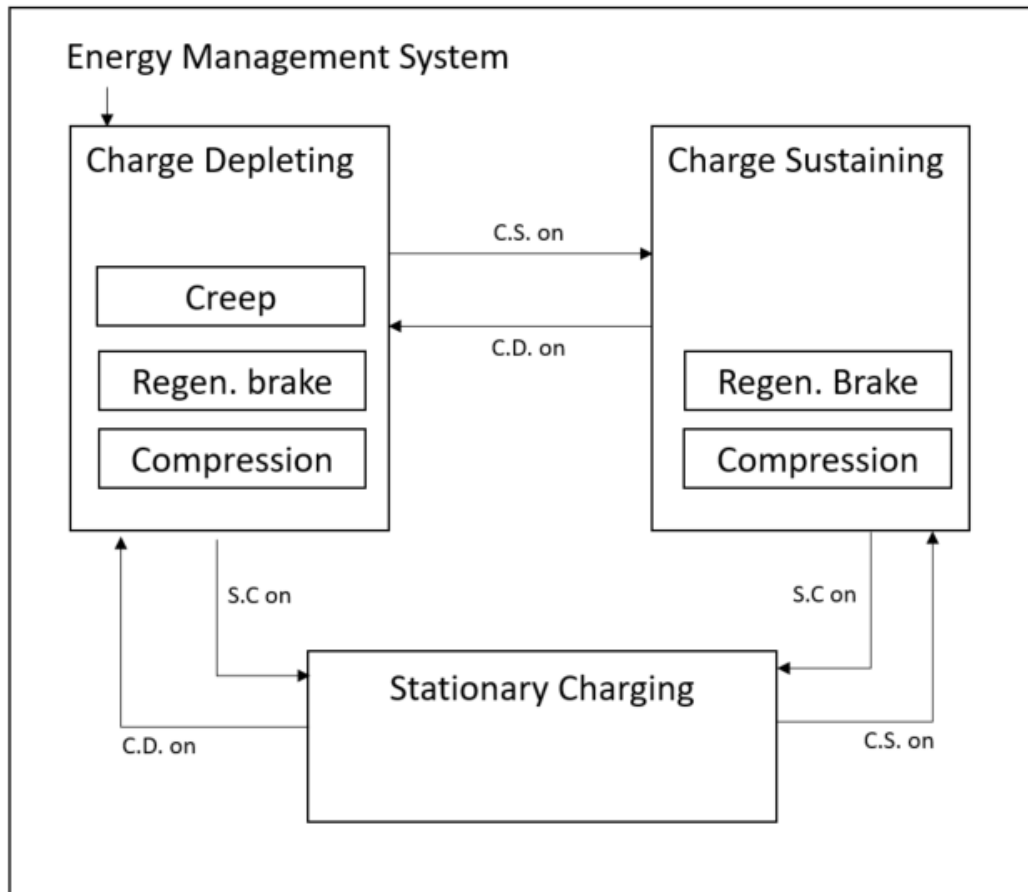 Energy Management System
Charge Depleting
Charge Sustaining
C.S. on
Creep
C.D. on
Regen. brake
Regen. Brake
Compression
Compression
S.C on
S.C on
Stationary Charging
C.D. on
C.S. on